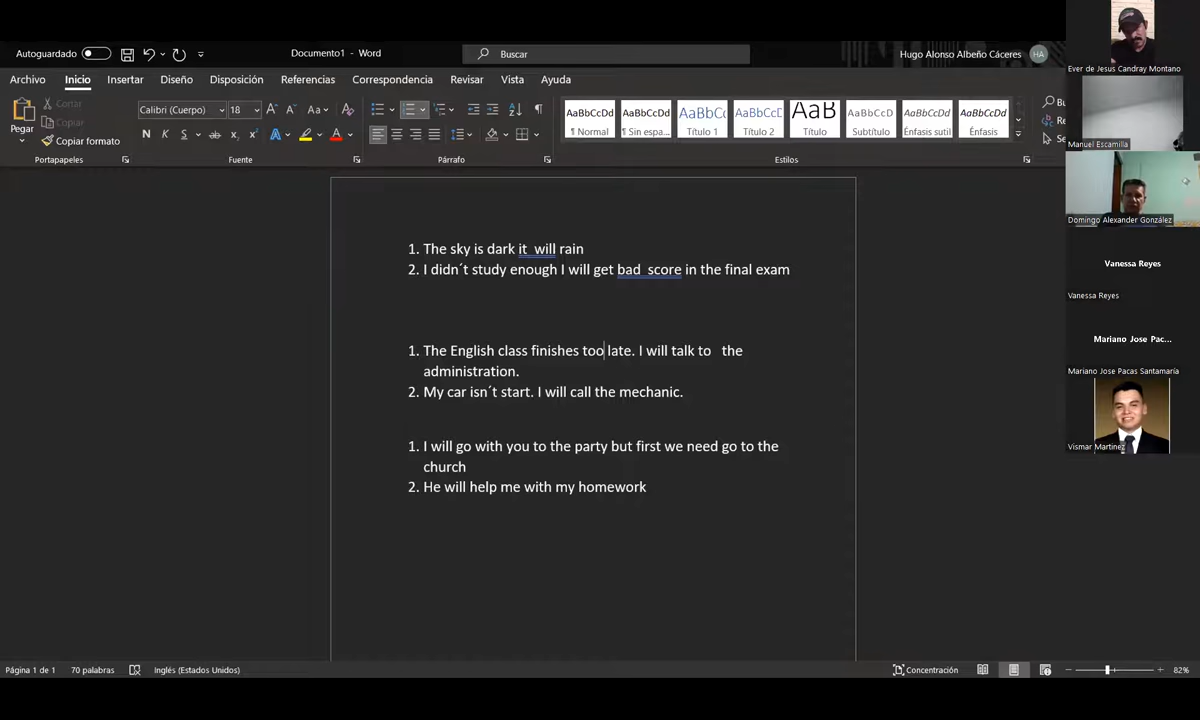 Autoguardado
Documento1 - Word
Buscar
Hugo Alonso Albeño Cáceres
HA
Archivo Inicio Insertar Diseño Disposición Referencias Correspondencia Revisar Vista Ayuda
Pegar
Cortar
Copiar
Copiar formato
Portapapeles
Calibri (Cuerpo) 18
Fuente
Párrafo
AaBbCcDd
¶ Normal
AaBbCcDd
¶ Sin espa...
AaBbCc
Título 1
AaBbCcD
Título 2
AaB
Título
AaBbCcD
Subtítulo
AaBbCcDd
Énfasis sutil
AaBbCcDd
Énfasis
Estilos
1. The sky is dark it  will rain
2. I didn´t study enough I will get bad  score in the final exam
1. The English class finishes too late. I will talk to   the
administration.
2. My car isn´t start. I will call the mechanic.
1. I will go with you to the party but first we need go to the
church
2. He will help me with my homework
Página 1 de 1 70 palabras Inglés (Estados Unidos)
Concentración
82%
Ever de Jesus Candray Montano
Manuel Escamilla
Domingo Alexander González
Vanessa Reyes
Vanessa Reyes
Mariano Jose Pac...
Mariano Jose Pacas Santamaría
Vismar Martinez